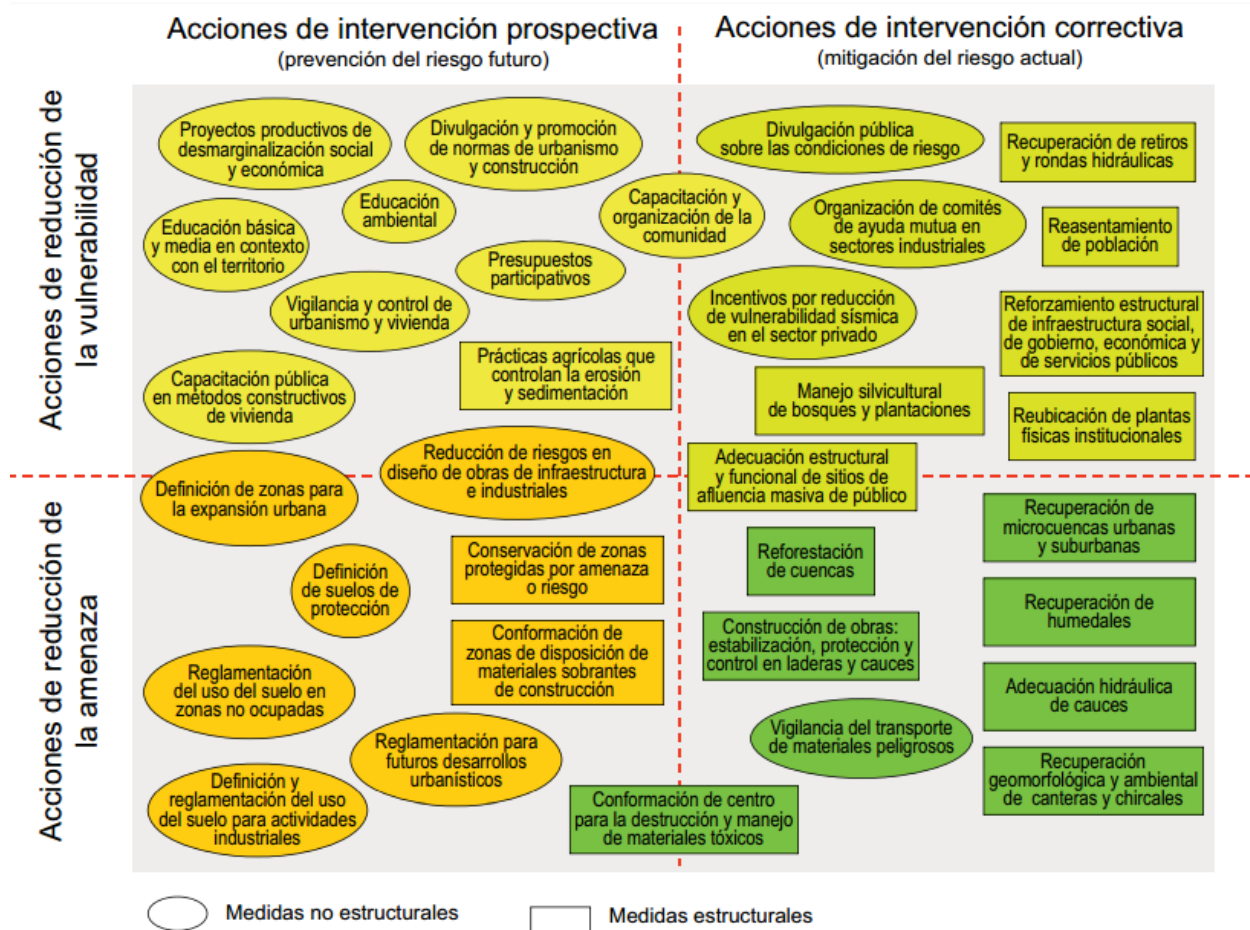 Acciones de intervención prospectiva
(prevención del riesgo futuro)
Acciones de intervención correctiva
(mitigación del riesgo actual)
Acciones de reducción de
la vulnerabilidad
Proyectos productivos de
desmarginalización social
y económica
Divulgación y promoción
de normas de urbanismo
y construcción
Educación
ambiental
Educación básica
y media en contexto
con el territorio
Presupuestos
participativos
Vigilancia y control de
urbanismo y vivienda
Prácticas agrícolas que
controlan la erosión
y sedimentación
Capacitación pública
en métodos constructivos
de vivienda
Capacitación y
organización de la
comunidad
Divulgación pública
sobre las condiciones de riesgo
Recuperación de retiros
y rondas hidráulicas
Organización de comités
de ayuda mutua en
sectores industriales
Reasentamiento
de población
Incentivos por reducción
de vulnerabilidad sísmica
en el sector privado
Reforzamiento estructural
de infraestructura social,
de gobierno, económica y
de servicios públicos
Manejo silvicultural
de bosques y plantaciones
Reubicación de plantas
físicas institucionales
Adecuación estructural
y funcional de sitios de
afluencia masiva de público
Acciones de reducción de
la amenaza
Reducción de riesgos en
diseño de obras de infraestructura
e industriales
Definición de zonas para
la expansión urbana
Definición
de suelos de
protección
Conservación de zonas
protegidas por amenaza
o riesgo
Conformación de
zonas de disposición de
materiales sobrantes
de construcción
Reglamentación
del uso del suelo en
zonas no ocupadas
Reglamentación para
futuros desarrollos
urbanísticos
Definición y
reglamentación del uso
del suelo para actividades
industriales
Conformación de centro
para la destrucción y manejo
de materiales tóxicos
Reforestación
de cuencas
Recuperación de
microcuencas urbanas
y suburbanas
Construcción de obras:
estabilización, protección y
control en laderas y cauces
Recuperación de
humedales
Adecuación hidráulica
de cauces
Vigilancia del transporte
de materiales peligrosos
Recuperación
geomorfológica y ambiental
de canteras y chircales
Medidas no estructurales
Medidas estructurales